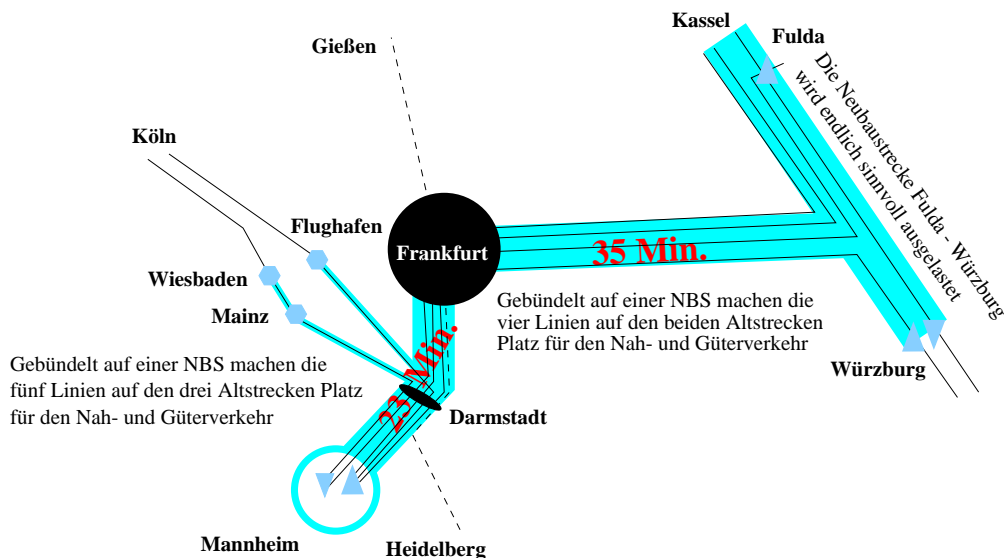 Kassel
Fulda
Gießen
Die Neubaustrecke Fulda - Würzburg
wird endlich sinnvoll ausgelastet
Köln
Flughafen
Frankfurt
35 Min.
Wiesbaden
Mainz
Gebündelt auf einer NBS machen die
vier Linien auf den beiden Altstrecken
Platz für den Nah- und Güterverkehr
23 Min.
Würzburg
Gebündelt auf einer NBS machen die
fünf Linien auf den drei Altstrecken Platz
für den Nah- und Güterverkehr
Darmstadt
Mannheim
Heidelberg